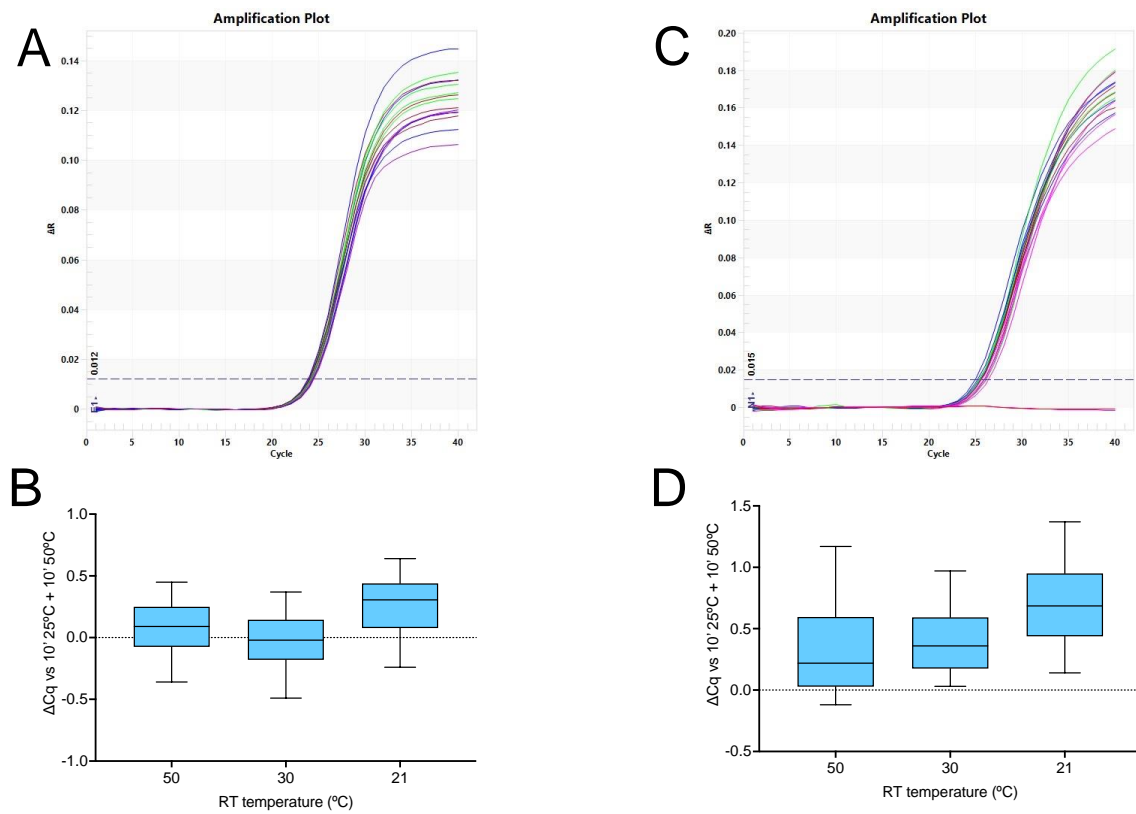 A
Amplification Plot
0.14
0.12
0.10
0.08
0.06
0.04
0.02
0
ΔR
0.012
0 5 10 15 20 25 30 35 40
Cycle
B
1.0
0.5
0.0
-0.5
-1.0
ΔCq vs 10' 25ºC + 10' 50ºC
50 30 21
RT temperature (ºC)
C
Amplification Plot
0.20
0.18
0.16
0.14
0.12
0.10
0.08
0.06
0.04
0.02
0
ΔR
0.015
0 5 10 15 20 25 30 35 40
Cycle
D
1.5
1.0
0.5
0.0
-0.5
ΔCq vs 10' 25ºC + 10' 50ºC
50 30 21
RT temperature (ºC)